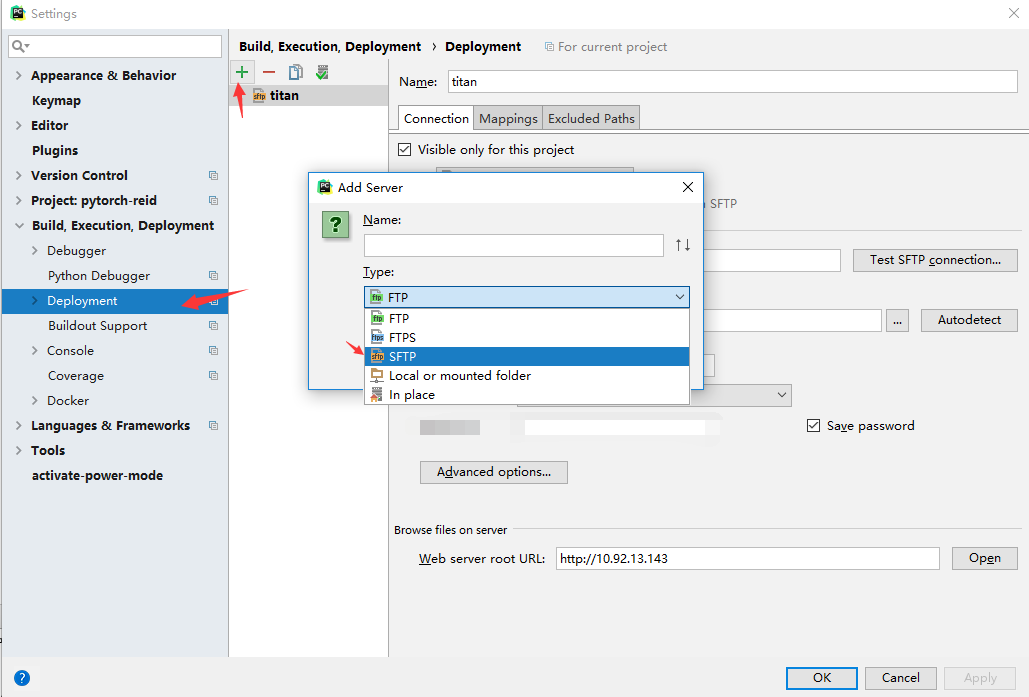 Settings
Build, Execution, Deployment › Deployment For current project
Appearance & Behavior
Keymap
Editor
Plugins
Version Control
Project: pytorch-reid
Build, Execution, Deployment
Debugger
Python Debugger
Deployment
Buildout Support
Console
Coverage
Docker
Languages & Frameworks
Tools
activate-power-mode
titan
Name: titan
Connection Mappings Excluded Paths
Visible only for this project
SFTP
Test SFTP connection...
... Autodetect
Save password
Advanced options...
Browse files on server
Web server root URL: http://10.92.13.143 Open
Add Server
Name:
Type:
FTP
FTP
FTPS
SFTP
Local or mounted folder
In place
OK Cancel Apply